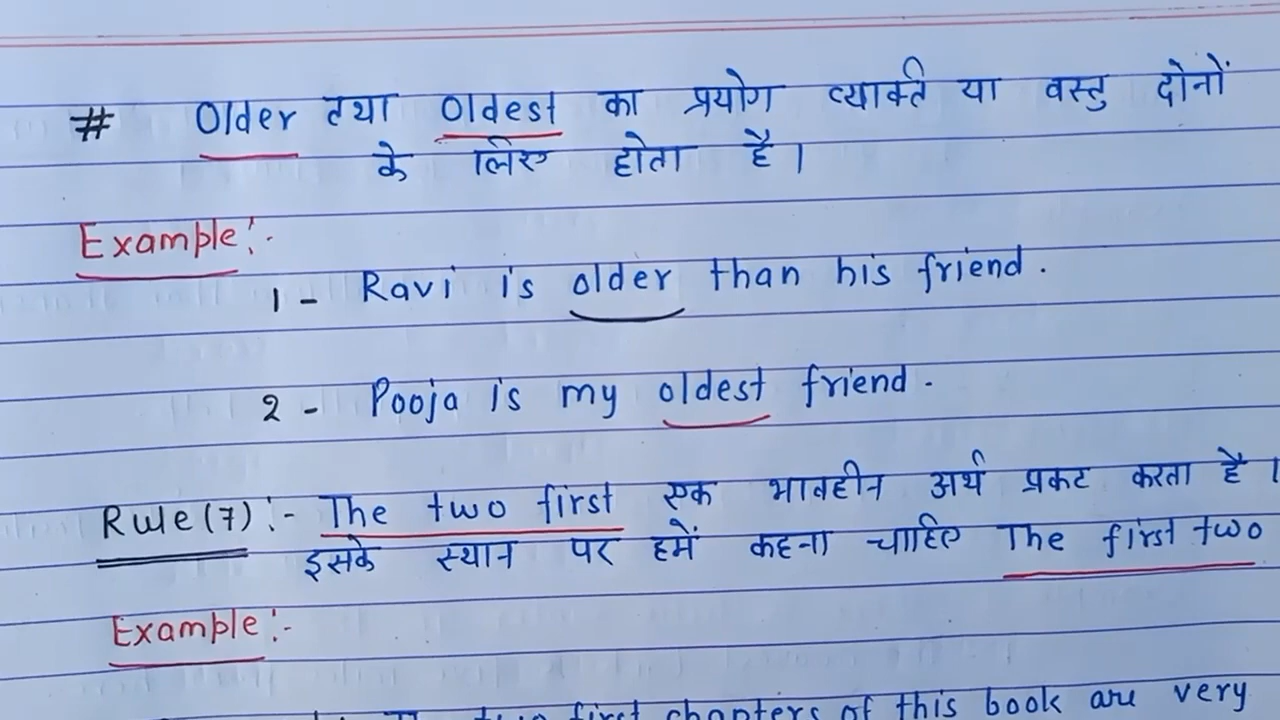 # Older तथा Oldest का प्रयोग व्यक्ति या वस्तु दोनों
के लिए होता है।
Example:-
1- Ravi is older than his friend.
2- Pooja is my oldest friend.
Rule(7):- The two first एक भावहीन अर्थ प्रकट करता है।
इसके स्थान पर हमें कहना चाहिए The first two
Example:-
two first chapters of this book are very